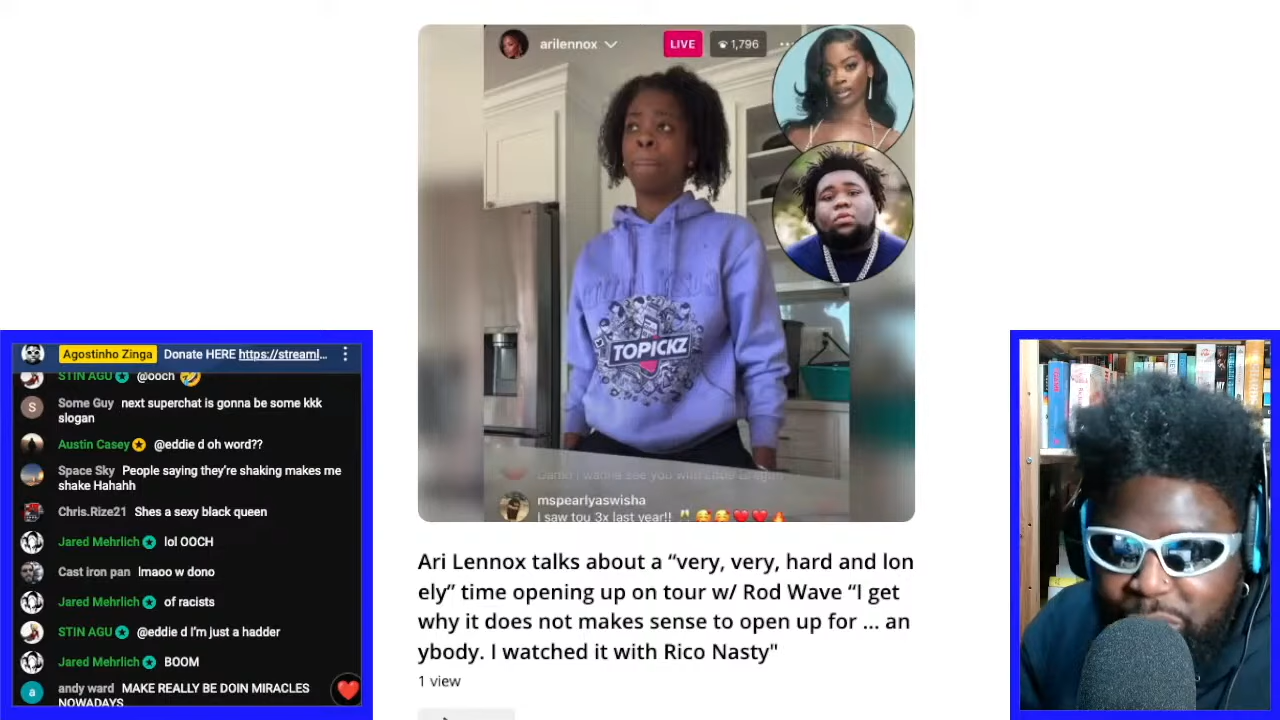 arilennox
LIVE
1,796
TOPICKZ
mspearlyaswisha
I saw tou 3x last year!! 🥂🥰🥰❤️❤️🔥
Ari Lennox talks about a “very, very, hard and lon
ely” time opening up on tour w/ Rod Wave “I get
why it does not makes sense to open up for ... an
ybody. I watched it with Rico Nasty"
1 view
Agostinho Zinga Donate HERE https://streaml...
STIN AGU @ooch 🤣
S Some Guy next superchat is gonna be some kkk
slogan
Austin Casey @eddie d oh word??
Space Sky People saying they're shaking makes me
shake Hahahh
Chris.Rize21 Shes a sexy black queen
Jared Mehrlich lol OOCH
Cast iron pan lmaoo w dono
Jared Mehrlich of racists
STIN AGU @eddie d I'm just a hadder
Jared Mehrlich BOOM
a andy ward MAKE REALLY BE DOIN MIRACLES
NOWADAYS